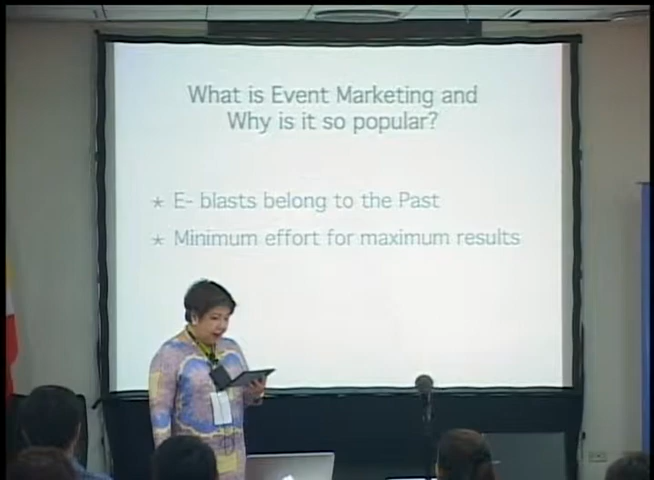 What is Event Marketing and
Why is it so popular?
* E- blasts belong to the Past
* Minimum effort for maximum results